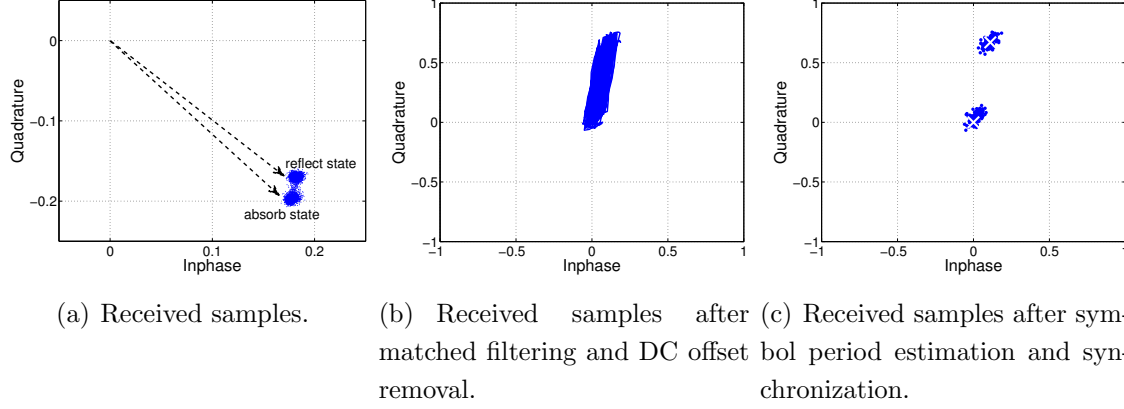 0
−0.1
−0.2
Quadrature
reflect state
absorb state
0
0.1
0.2
Inphase
1
0.5
0
−0.5
−1
Quadrature
−1
−0.5
0
0.5
1
Inphase
1
0.5
0
−0.5
−1
Quadrature
−1
−0.5
0
0.5
1
Inphase
(a) Received samples.
(b) Received samples after
matched filtering and DC offset
removal.
(c) Received samples after sym-
bol period estimation and syn-
chronization.